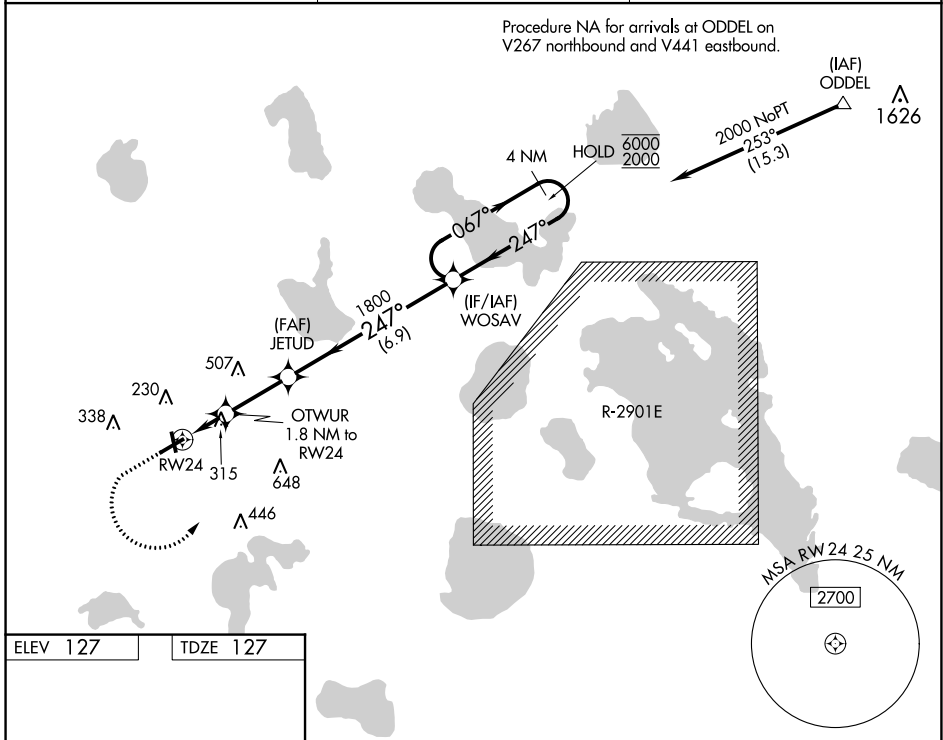 Procedure NA for arrivals at ODDEL on
V267 northbound and V441 eastbound.
(IAF)
ODDEL
1626
2000 NoPT
253°
(15.3)
4 NM
HOLD
6000
2000
067°
247°
(IF/IAF)
WOSAV
1800
247°
(6.9)
(FAF)
JETUD
507
230
338
OTWUR
1.8 NM to
RW24
RW24
315
648
446
R-2901E
MSA RW24 25 NM
2700
ELEV 127
TDZE 127